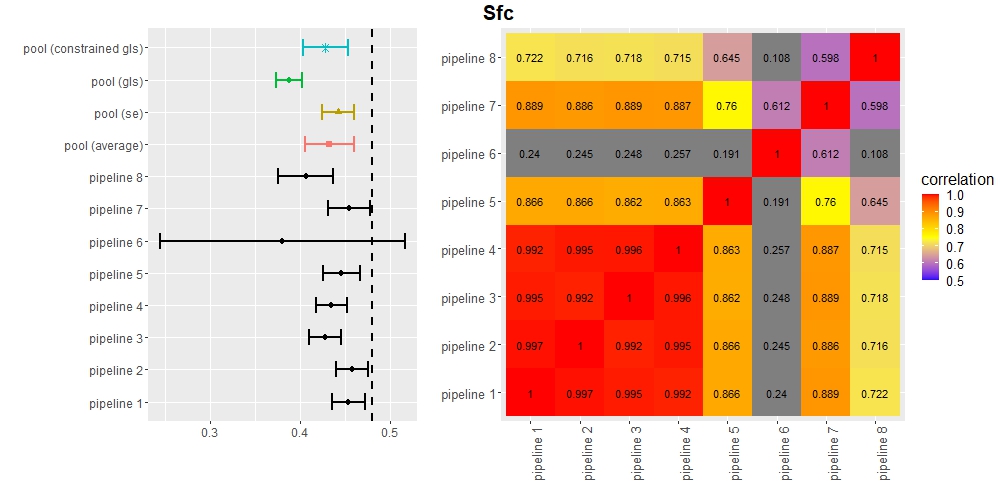 Sfc
pool (constrained gls)
pool (gls)
pool (se)
pool (average)
pipeline 8
pipeline 7
pipeline 6
pipeline 5
pipeline 4
pipeline 3
pipeline 2
pipeline 1
0.3 0.4 0.5
pipeline 8 0.722 0.716 0.718 0.715 0.645 0.108 0.598 1
pipeline 7 0.889 0.886 0.889 0.887 0.76 0.612 1 0.598
pipeline 6 0.24 0.245 0.248 0.257 0.191 1 0.612 0.108
pipeline 5 0.866 0.866 0.862 0.863 1 0.191 0.76 0.645
pipeline 4 0.992 0.995 0.996 1 0.863 0.257 0.887 0.715
pipeline 3 0.995 0.992 1 0.996 0.862 0.248 0.889 0.718
pipeline 2 0.997 1 0.992 0.995 0.866 0.245 0.886 0.716
pipeline 1 1 0.997 0.995 0.992 0.866 0.24 0.889 0.722
pipeline 1
pipeline 2
pipeline 3
pipeline 4
pipeline 5
pipeline 6
pipeline 7
pipeline 8
correlation
1.0
0.9
0.8
0.7
0.6
0.5